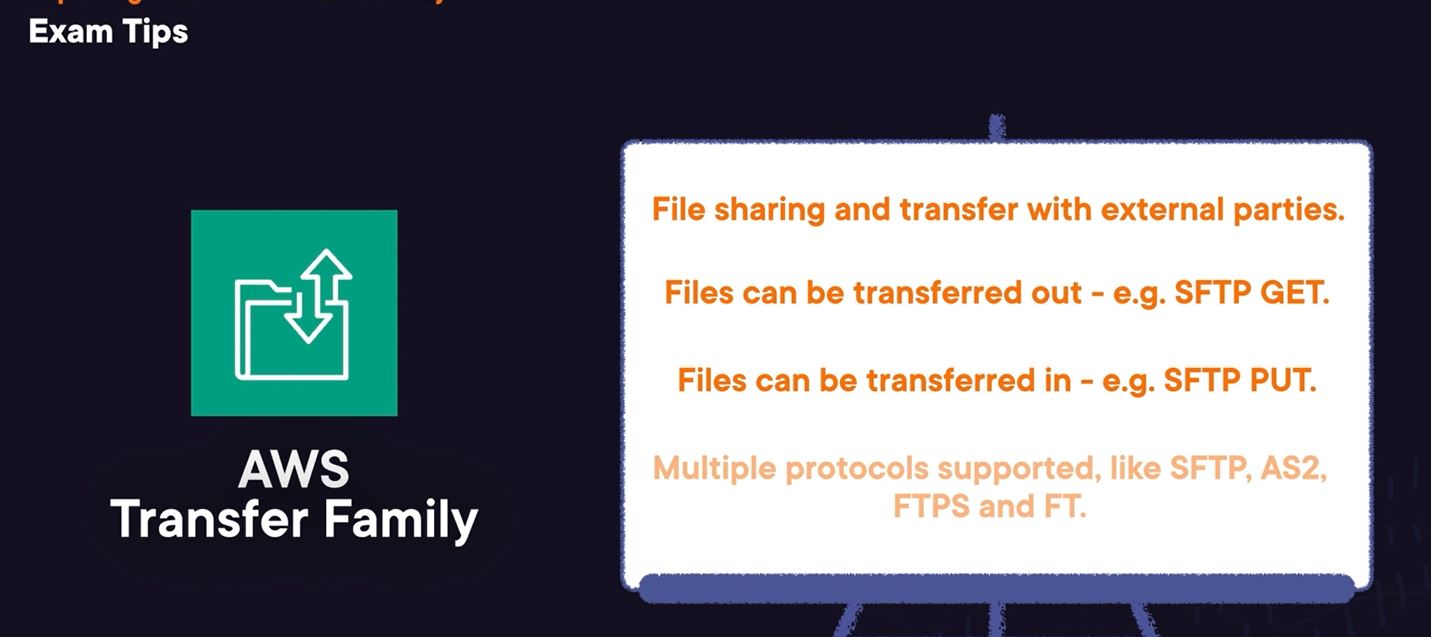 Exam Tips
AWS
Transfer Family
File sharing and transfer with external parties.
Files can be transferred out - e.g. SFTP GET.
Files can be transferred in - e.g. SFTP PUT.
Multiple protocols supported, like SFTP, AS2,
FTPS and FT.